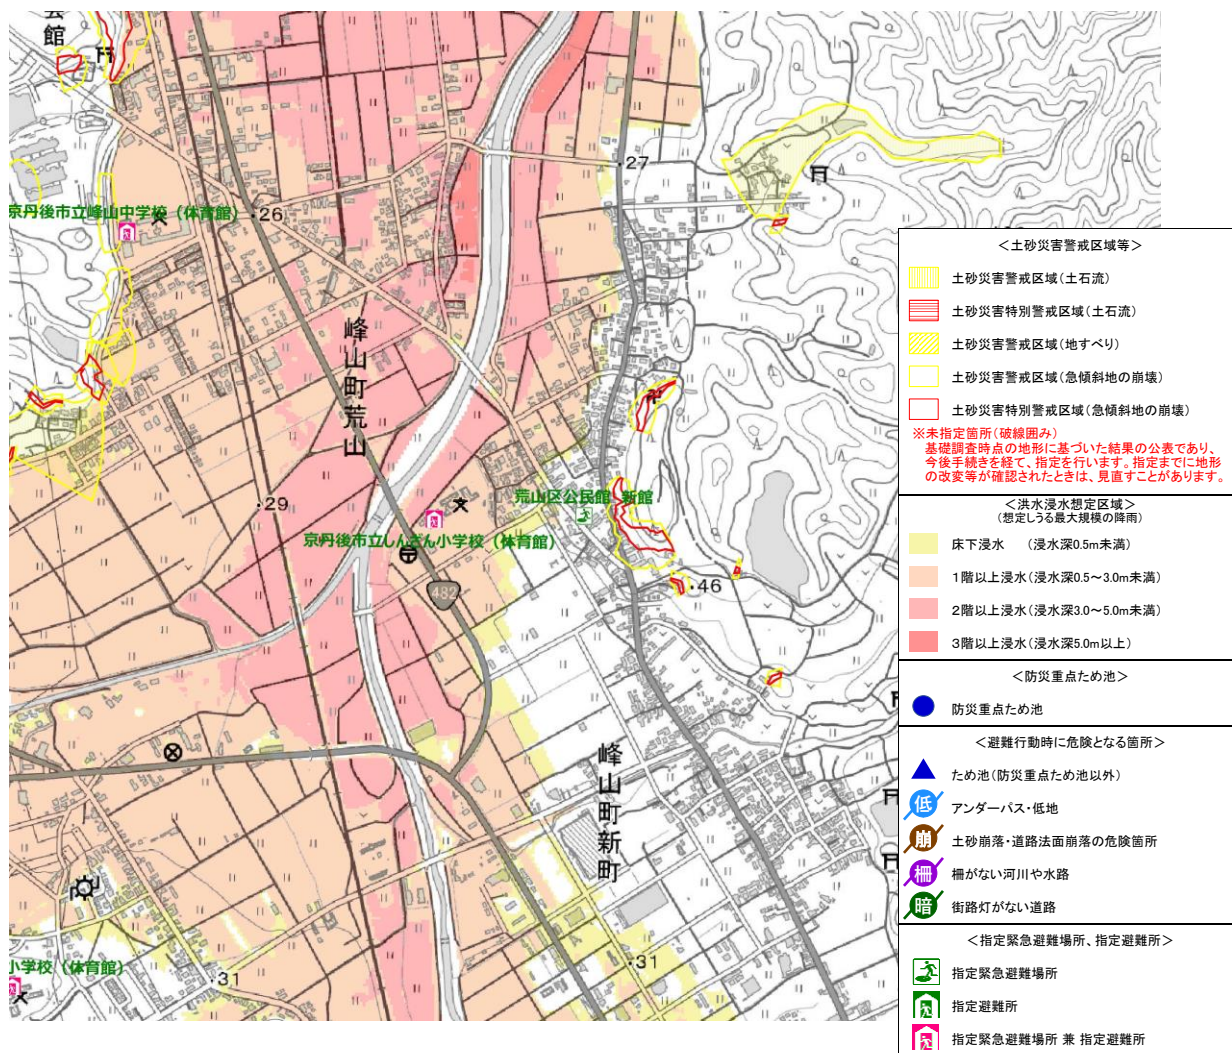 会
館
京丹後市立峰山中学校(体育館)
26
27
峰山町荒山
29
荒山区公民館 新館
京丹後市立しんざん小学校(体育館)
482
46
峰山町新町
31
小学校(体育館)
31
<土砂災害警戒区域等>
土砂災害警戒区域(土石流)
土砂災害特別警戒区域(土石流)
土砂災害警戒区域(地すべり)
土砂災害警戒区域(急傾斜地の崩壊)
土砂災害特別警戒区域(急傾斜地の崩壊)
※未指定箇所(破線囲み)
基礎調査時点の地形に基づいた結果の公表であり、
今後手続きを経て、指定を行います。指定までに地形
の改変等が確認されたときは、見直すことがあります。
<洪水浸水想定区域>
(想定しうる最大規模の降雨)
床下浸水 (浸水深0.5m未満)
1階以上浸水(浸水深0.5~3.0m未満)
2階以上浸水(浸水深3.0~5.0m未満)
3階以上浸水(浸水深5.0m以上)
<防災重点ため池>
防災重点ため池
<避難行動時に危険となる箇所>
ため池(防災重点ため池以外)
低 アンダーパス・低地
崩 土砂崩落・道路法面崩落の危険箇所
柵 柵がない河川や水路
暗 街路灯がない道路
<指定緊急避難場所、指定避難所>
指定緊急避難場所
指定避難所
指定緊急避難場所 兼 指定避難所